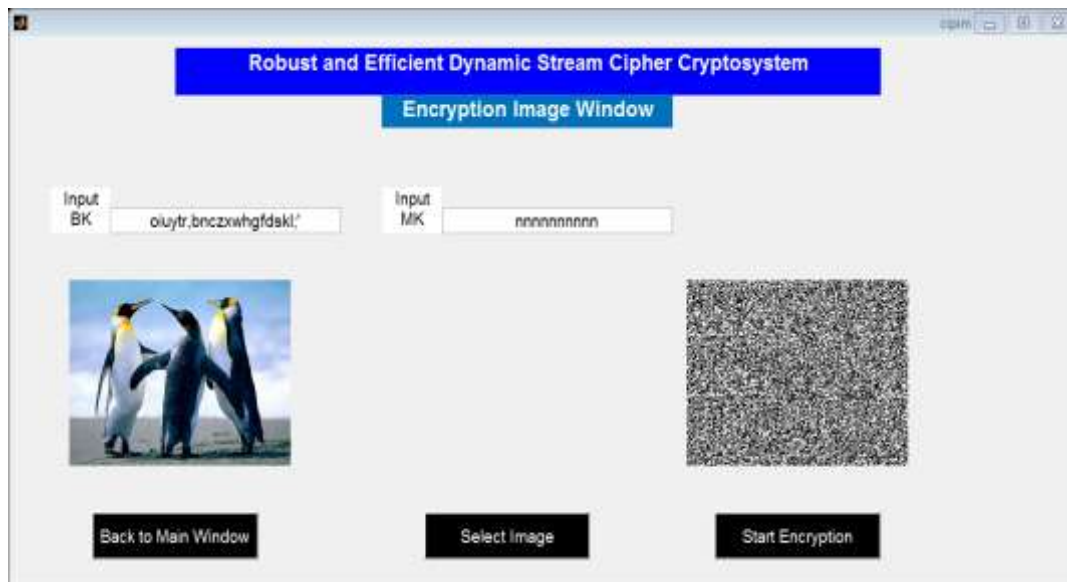 Robust and Efficient Dynamic Stream Cipher Cryptosystem
Encryption Image Window
Input
BK
oiuytr,bnczxwhgfdskl;'
Input
MK
nnnnnnnnnn
Back to Main Window
Select Image
Start Encryption